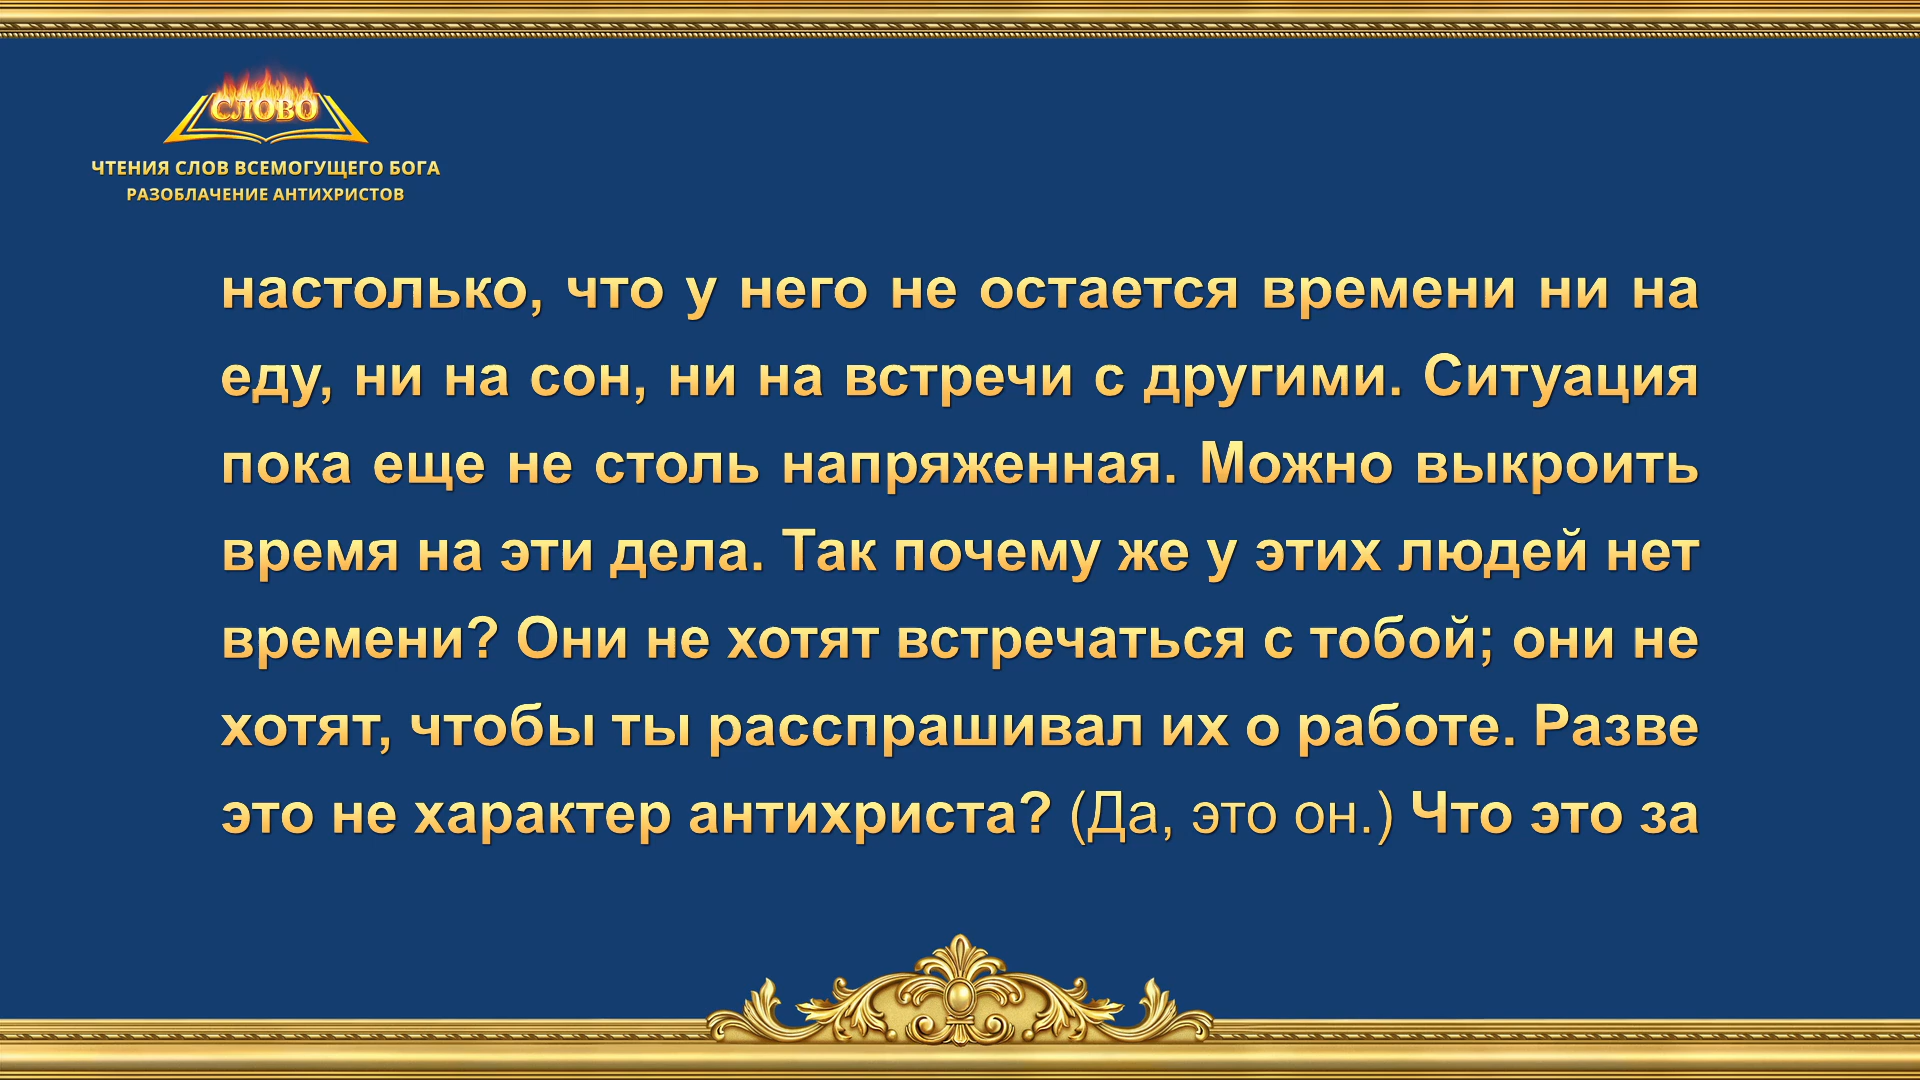 СЛОВО
ЧТЕНИЯ СЛОВ ВСЕМОГУЩЕГО БОГА
РАЗОБЛАЧЕНИЕ АНТИХРИСТОВ
настолько, что у него не остается времени ни на
еду, ни на сон, ни на встречи с другими. Ситуация
пока еще не столь напряженная. Можно выкроить
время на эти дела. Так почему же у этих людей нет
времени? Они не хотят встречаться с тобой; они не
хотят, чтобы ты расспрашивал их о работе. Разве
это не характер антихриста? (Да, это он.) Что это за